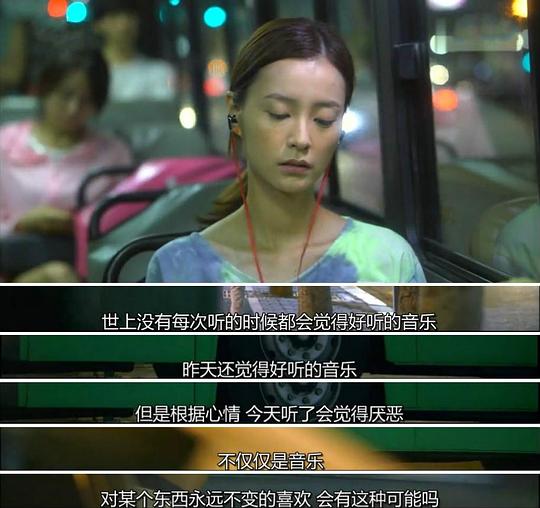 世上没有每次听的时候都会觉得好听的音乐
昨天还觉得好听的音乐
但是根据心情 今天听了会觉得厌恶
不仅仅是音乐
对某个东西永远不变的喜欢 会有这种可能吗